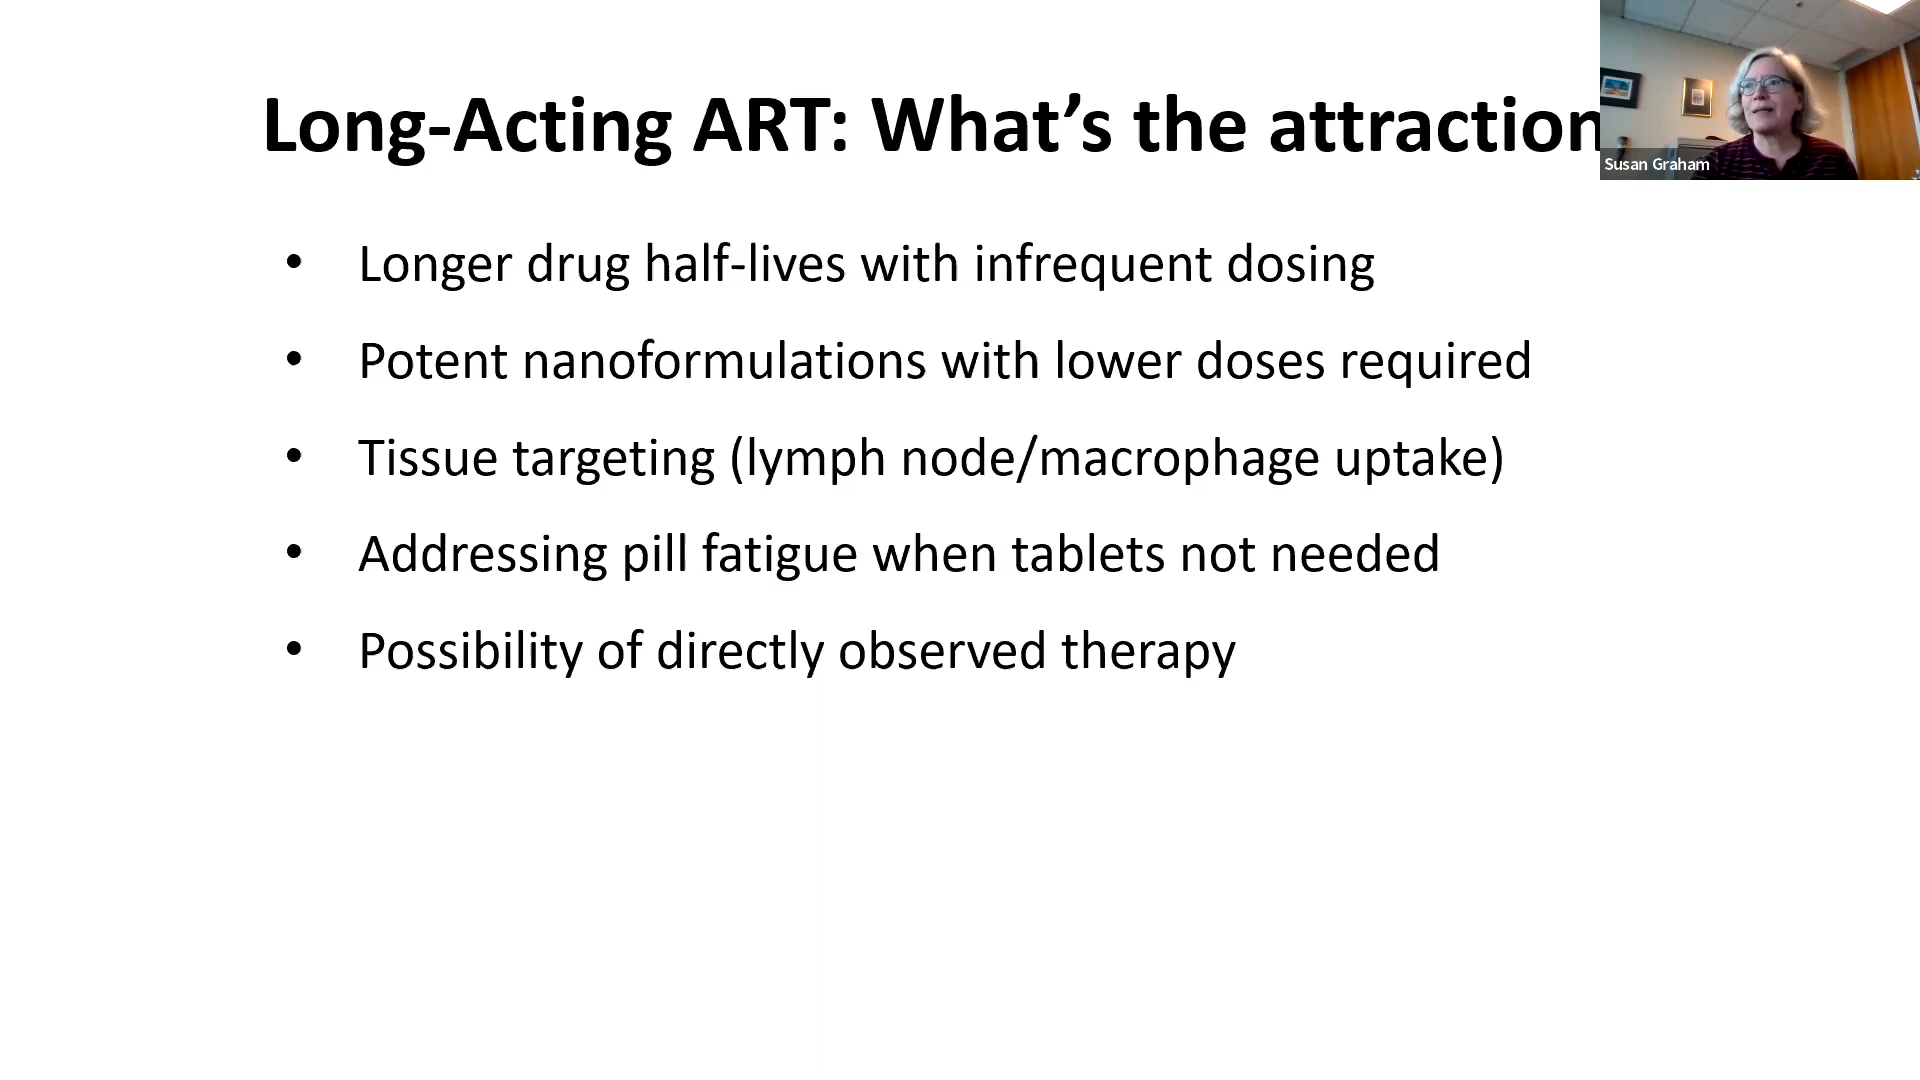 Long-Acting ART: What's the attraction
Susan Graham
• Longer drug half-lives with infrequent dosing
• Potent nanoformulations with lower doses required
• Tissue targeting (lymph node/macrophage uptake)
• Addressing pill fatigue when tablets not needed
• Possibility of directly observed therapy